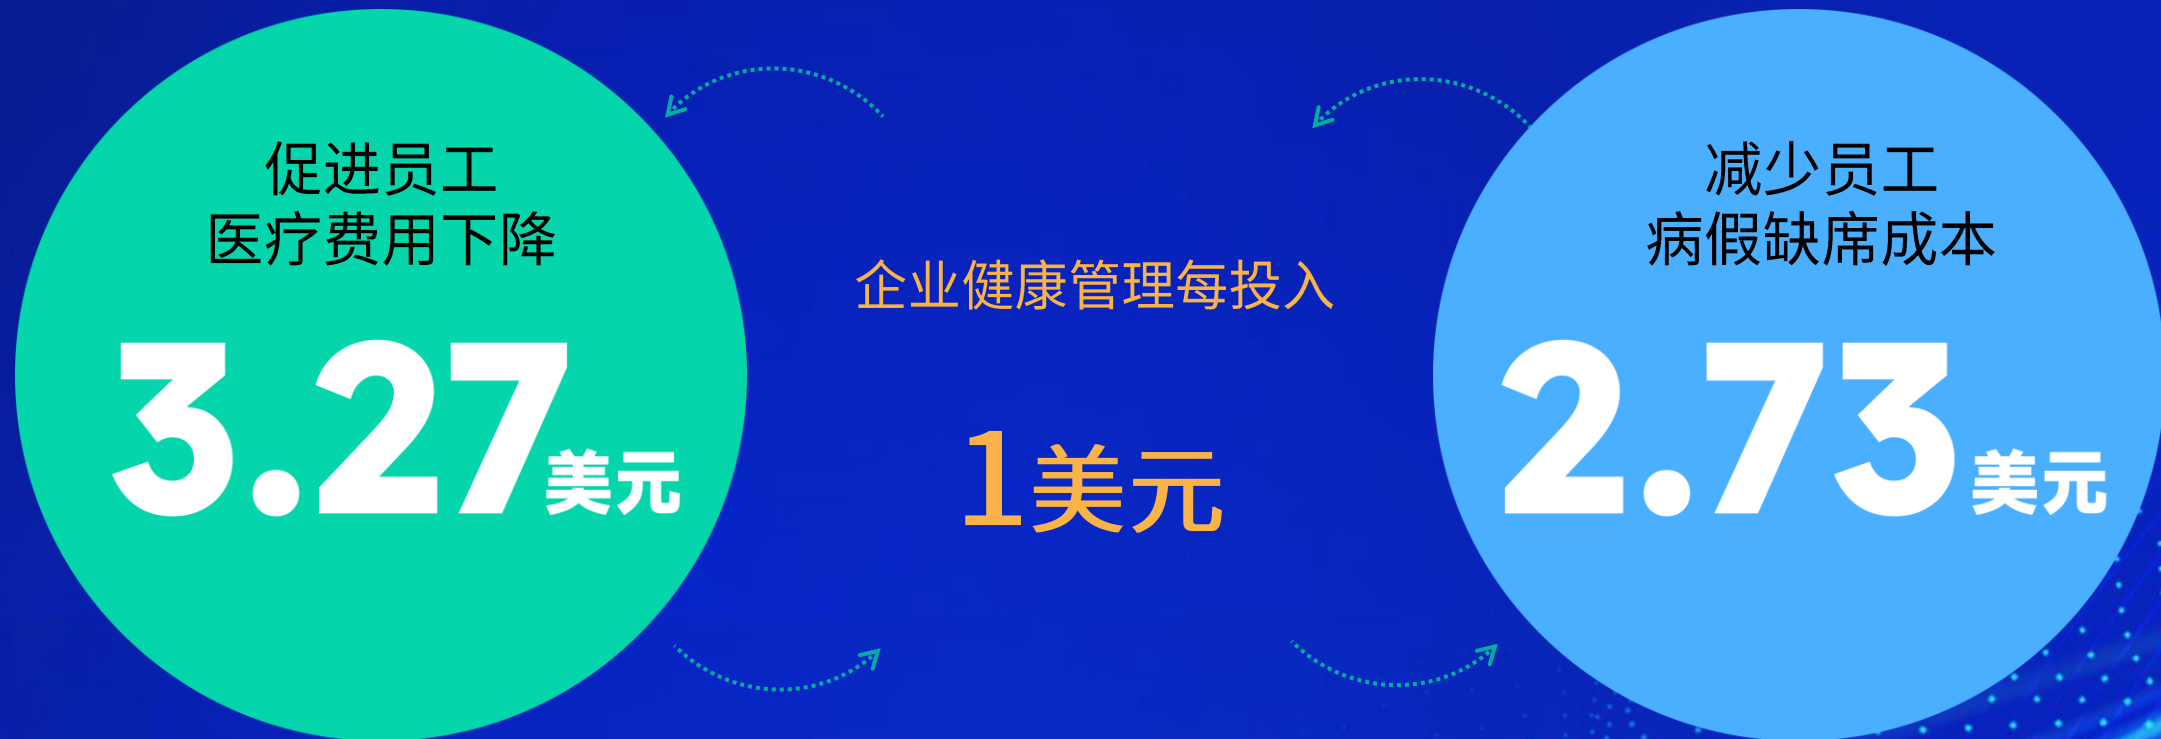 促进员工
医疗费用下降
3.27美元
企业健康管理每投入
1美元
减少员工
病假缺席成本
2.73美元